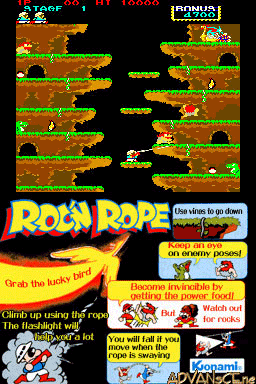 1P 00 HI 10000
STAGE 1
BONUS
4700
ROC'N ROPE
Use vines to go down
Keep an eye
on enemy poses!
Grab the lucky bird
Become invincible by
getting the power food!
But
Watch out
for rocks
Climb up using the rope
The flashlight will
help you a lot
You will fall if you
move when the
rope is swaying
Konami
ADVANSCEne